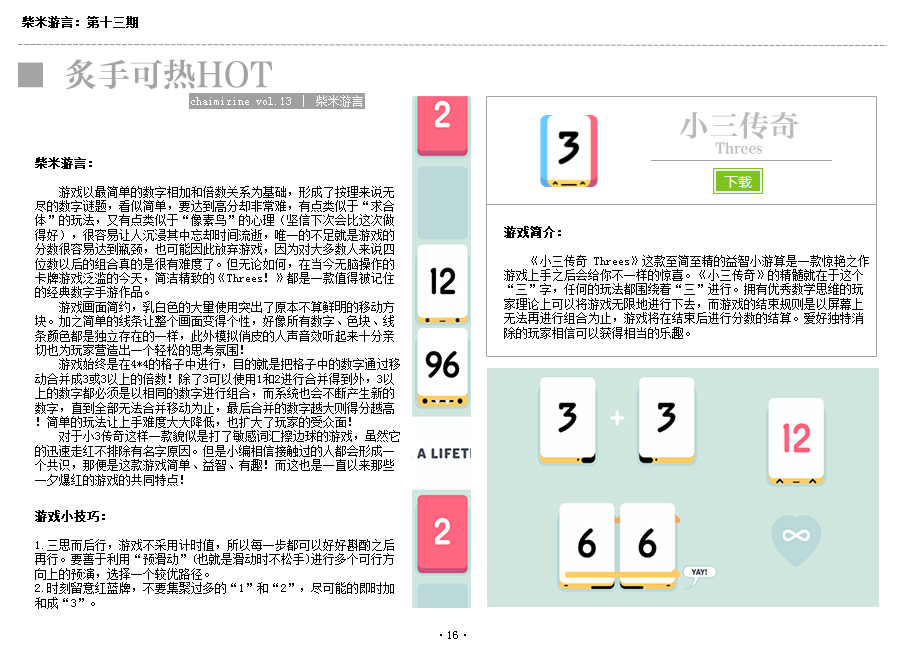 柴米游言：第十三期
炙手可热HOT
chaimizine vol.13 | 柴米游言
柴米游言：
游戏以最简单的数字相加和倍数关系为基础，形成了按理来说无
尽的数字谜题，看似简单，要达到高分却非常难，有点类似于“求合
体”的玩法，又有点类似于“像素鸟”的心理（坚信下次会比这次做
得好），很容易让人沉浸其中忘却时间流逝，唯一的不足就是游戏的
分数很容易达到瓶颈，也可能因此放弃游戏，因为对大多数人来说四
位数以后的组合真的是很有难度了。但无论如何，在当今无脑操作的
卡牌游戏泛滥的今天，简洁精致的《Threes！》都是一款值得被记住
的经典数字手游作品。
游戏画面简约，乳白色的大量使用突出了原本不算鲜明的移动方
块。加之简单的线条让整个画面变得个性，好像所有数字、色块、线
条颜色都是独立存在的一样，此外模拟俏皮的人声音效听起来十分亲
切也为玩家营造出一个轻松的思考氛围！
游戏始终是在4*4的格子中进行，目的就是把格子中的数字通过移
动合并成3或3以上的倍数！除了3可以使用1和2进行合并得到外，3以
上的数字都必须是以相同的数字进行组合，而系统也会不断产生新的
数字，直到全部无法合并移动为止，最后合并的数字越大则得分越高
！简单的玩法让上手难度大大降低，也扩大了玩家的受众面！
对于小3传奇这样一款貌似是打了敏感词汇擦边球的游戏，虽然它
的迅速走红不排除有名字原因。但是小编相信接触过的人都会形成一
个共识，那便是这款游戏简单、益智、有趣！而这也是一直以来那些
一夕爆红的游戏的共同特点！
游戏小技巧：
1.三思而后行，游戏不采用计时值，所以每一步都可以好好斟酌之后
再行。要善于利用“预滑动”(也就是滑动时不松手)进行多个可行方
向上的预演，选择一个较优路径。
2.时刻留意红蓝牌，不要集聚过多的“1”和“2”，尽可能的即时加
和成“3”。
2
12
96
A LIFETI
2
3
小三传奇
Threes
下载
游戏简介：
《小三传奇 Threes》这款至简至精的益智小游算是一款惊艳之作
游戏上手之后会给你不一样的惊喜。《小三传奇》的精髓就在于这个
“三”字，任何的玩法都围绕着“三”进行。拥有优秀数学思维的玩
家理论上可以将游戏无限地进行下去，而游戏的结束规则是以屏幕上
无法再进行组合为止，游戏将在结束后进行分数的结算。爱好独特消
除的玩家相信可以获得相当的乐趣。
3 + 3
12
6 6
YAY!
∞
·16·